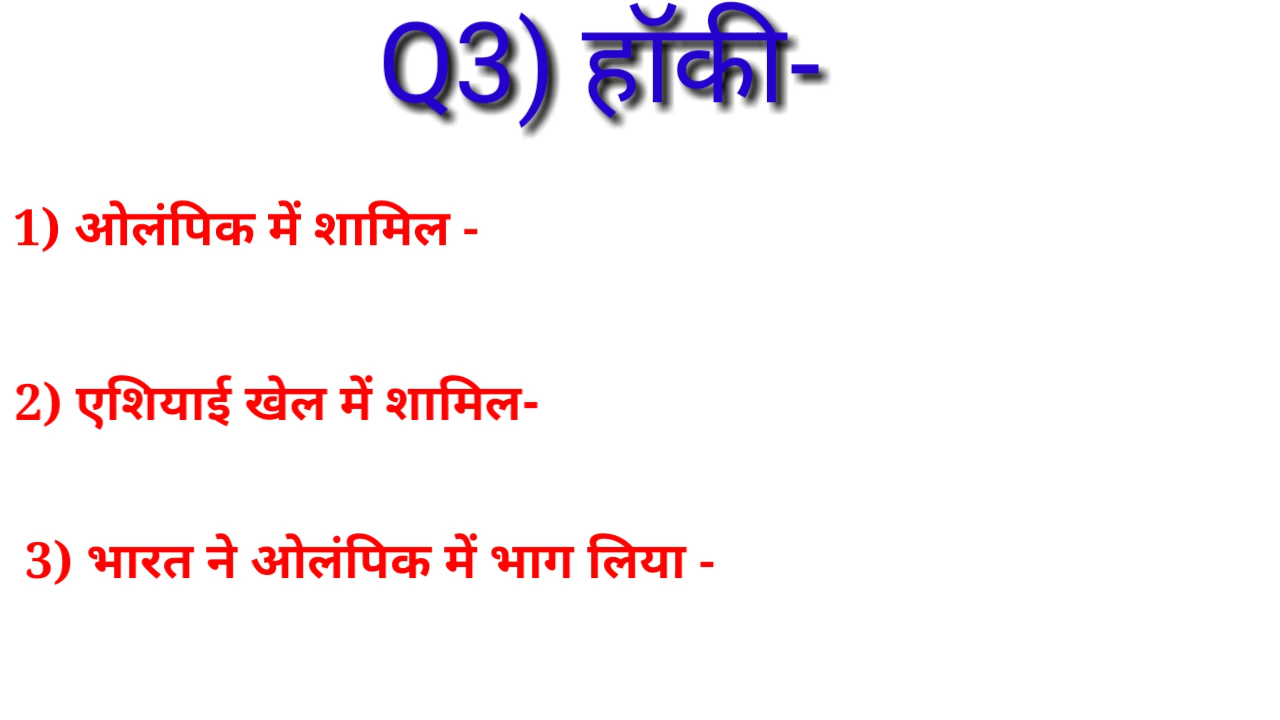 Q3) हॉकी-
1) ओलंपिक में शामिल -
2) एशियाई खेल में शामिल-
3) भारत ने ओलंपिक में भाग लिया -